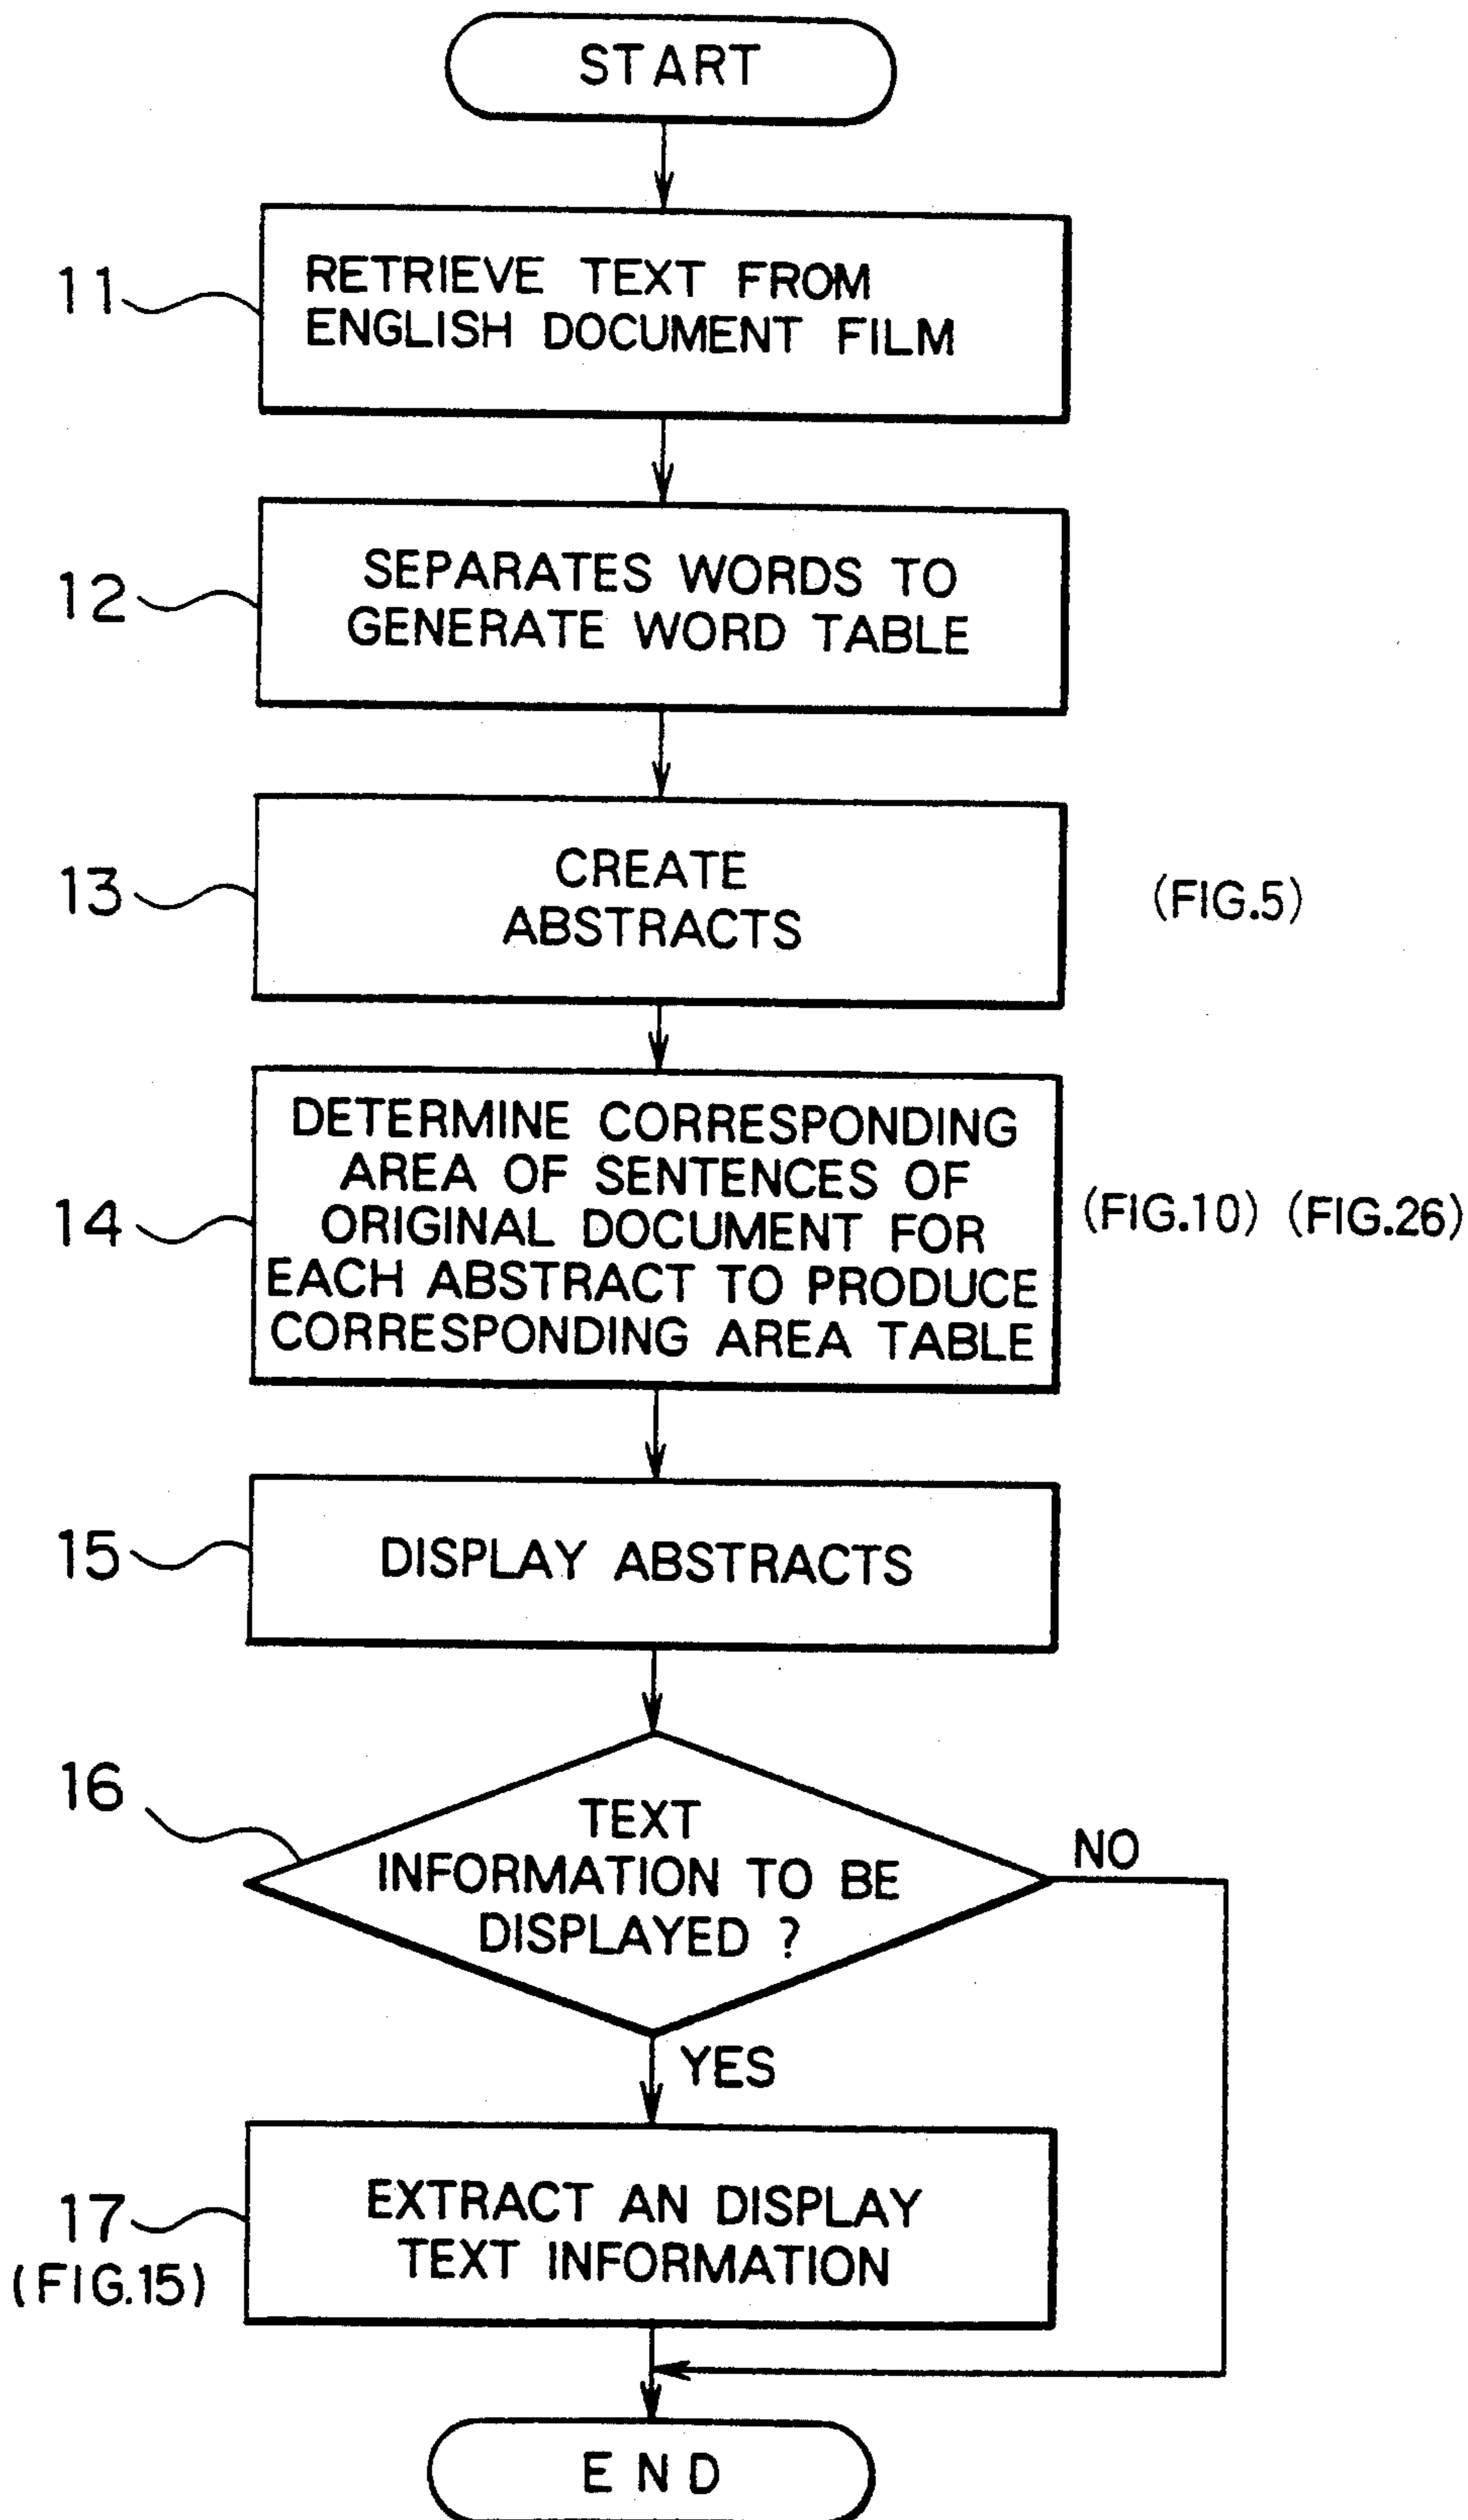 START
11
RETRIEVE TEXT FROM
ENGLISH DOCUMENT FILM
12
SEPARATES WORDS TO
GENERATE WORD TABLE
13
CREATE
ABSTRACTS
(FIG.5)
14
DETERMINE CORRESPONDING
AREA OF SENTENCES OF
ORIGINAL DOCUMENT FOR
EACH ABSTRACT TO PRODUCE
CORRESPONDING AREA TABLE
(FIG.10) (FIG.26)
15
DISPLAY ABSTRACTS
16
TEXT
INFORMATION TO BE
DISPLAYED ?
NO
YES
17
(FIG.15)
EXTRACT AN DISPLAY
TEXT INFORMATION
END